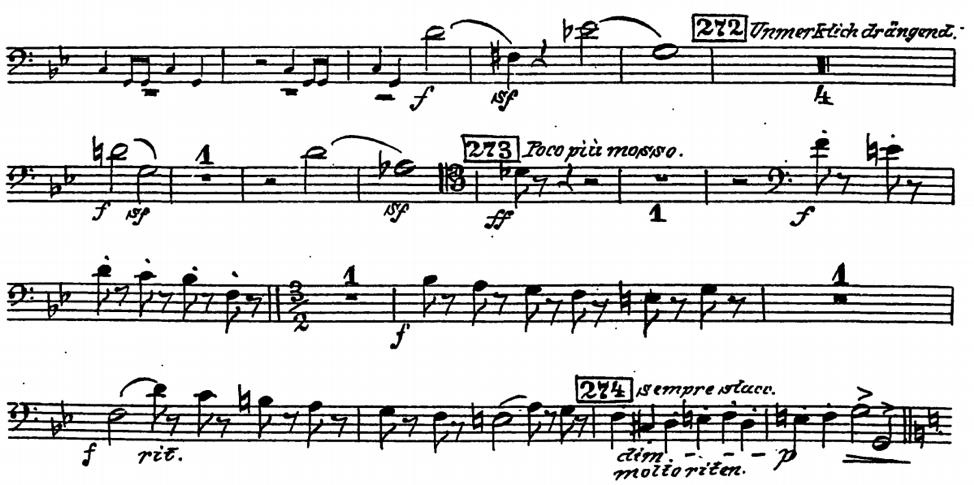 272 Unmerklich drängend.
f sf 4
1 273 Poco più mosso.
f sf sf ff 1 f
3/2 1 1
f
274 sempre stacc.
f rit. dim. - - - - p
molto riten.